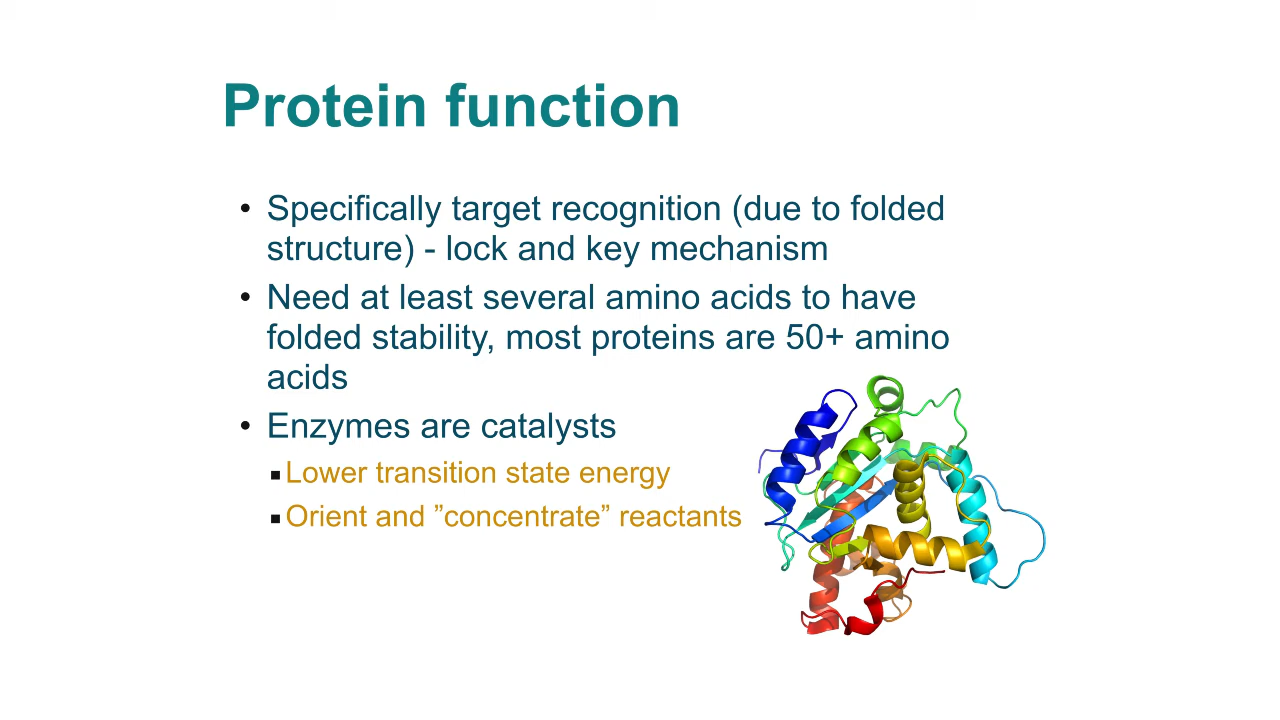 Protein function
• Specifically target recognition (due to folded
structure) - lock and key mechanism
• Need at least several amino acids to have
folded stability, most proteins are 50+ amino
acids
• Enzymes are catalysts
▪ Lower transition state energy
▪ Orient and ”concentrate” reactants